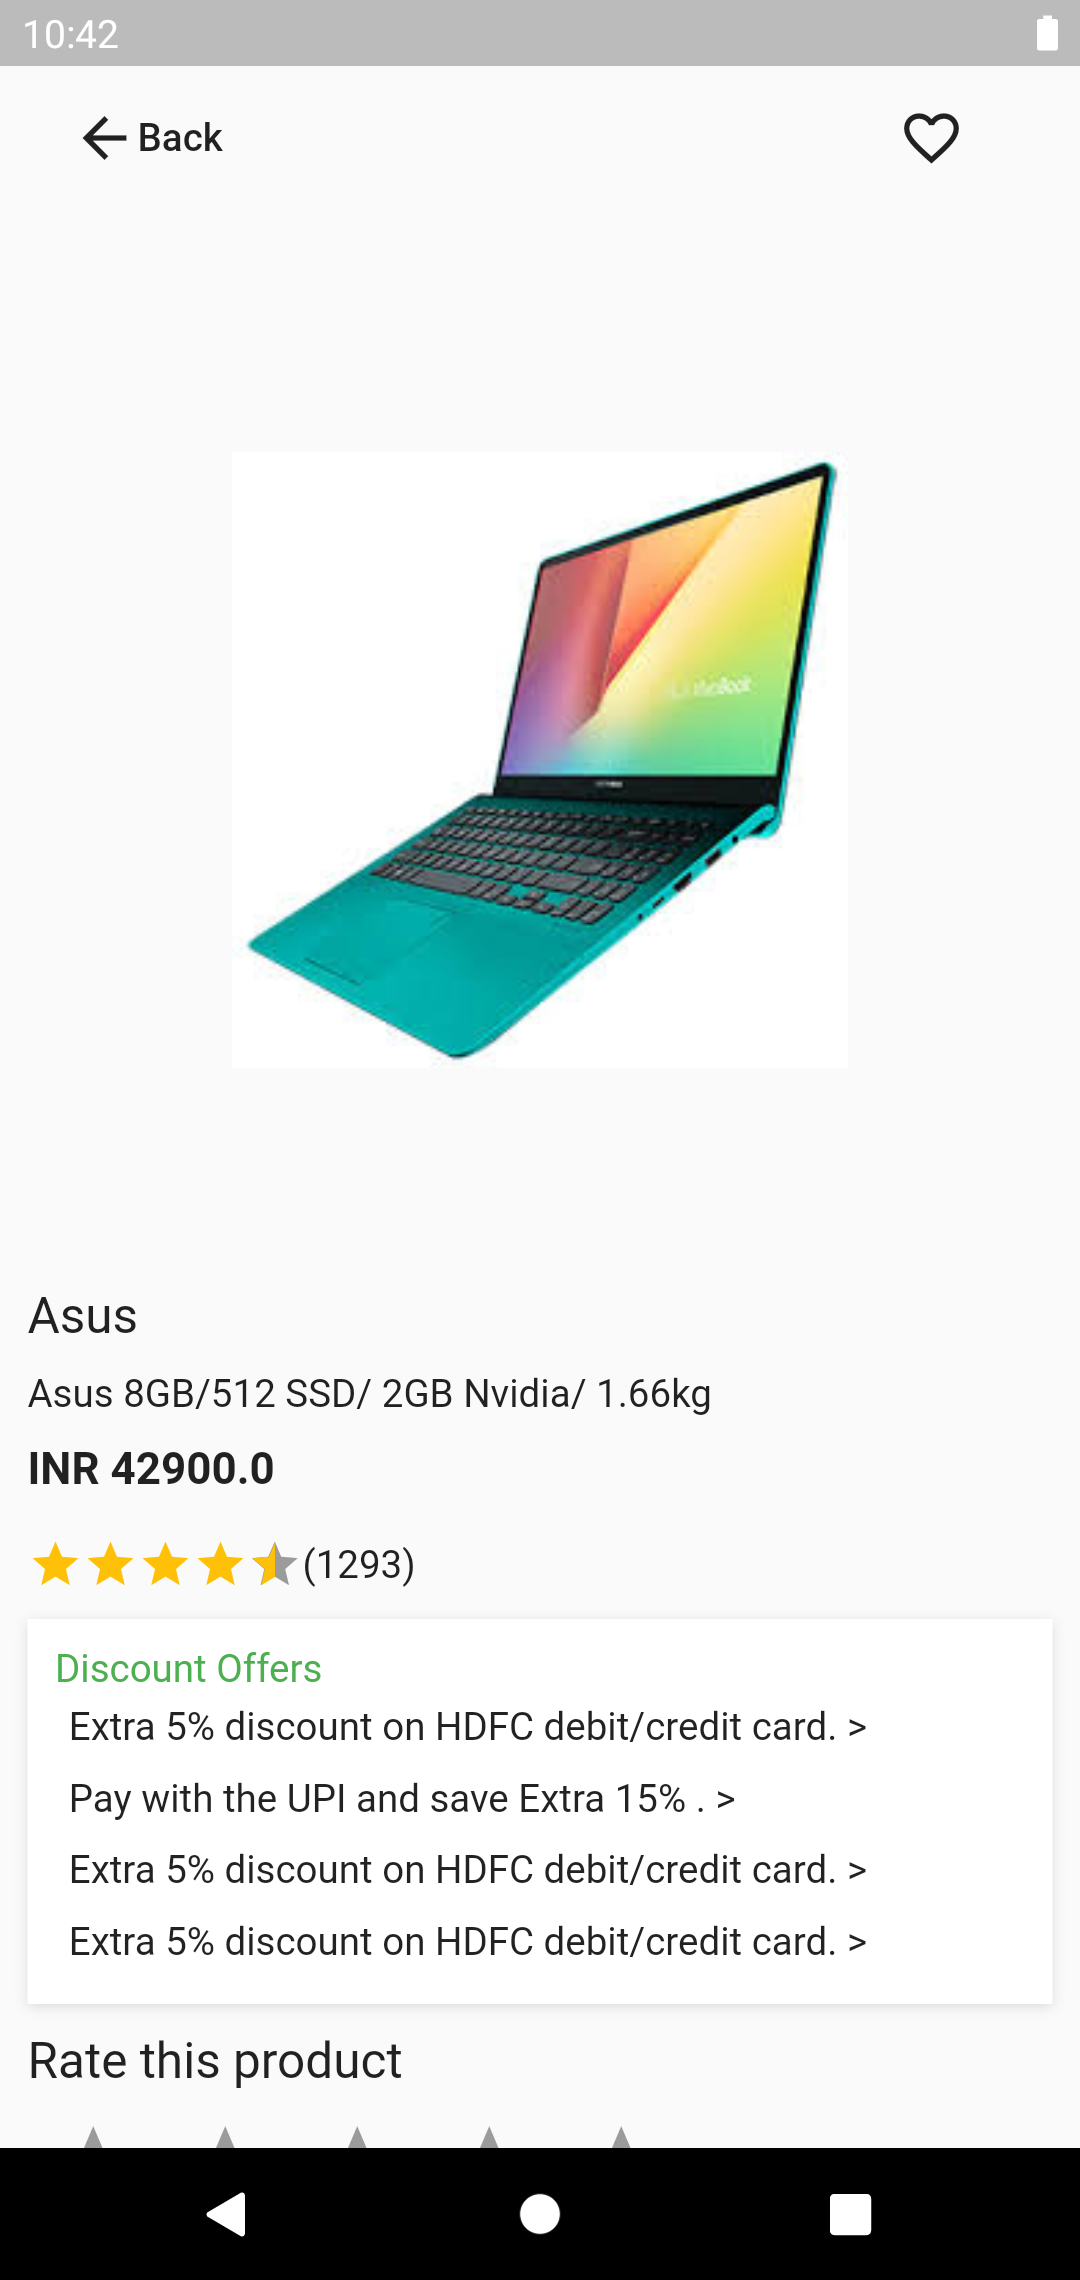 10:42
Back
Asus
Asus 8GB/512 SSD/ 2GB Nvidia/ 1.66kg
INR 42900.0
(1293)
Discount Offers
Extra 5% discount on HDFC debit/credit card. >
Pay with the UPI and save Extra 15% . >
Extra 5% discount on HDFC debit/credit card. >
Extra 5% discount on HDFC debit/credit card. >
Rate this product